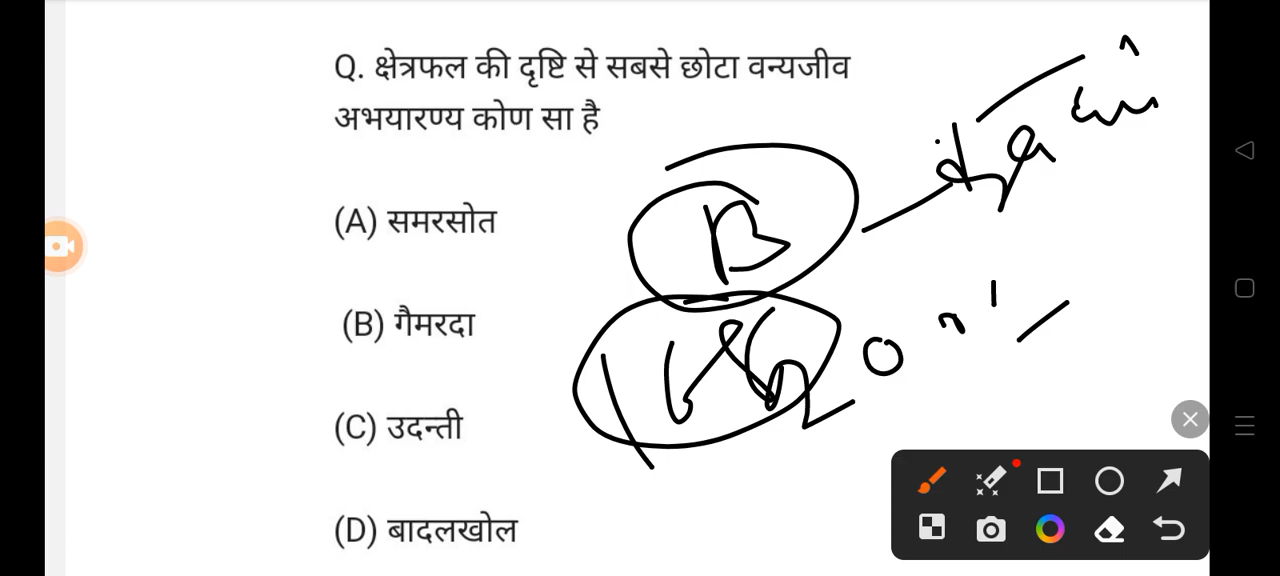 Q. क्षेत्रफल की दृष्टि से सबसे छोटा वन्यजीव
अभयारण्य कोण सा है
(A) समरसोत
B
(B) गैमरदा
(C) उदन्ती
(D) बादलखोल